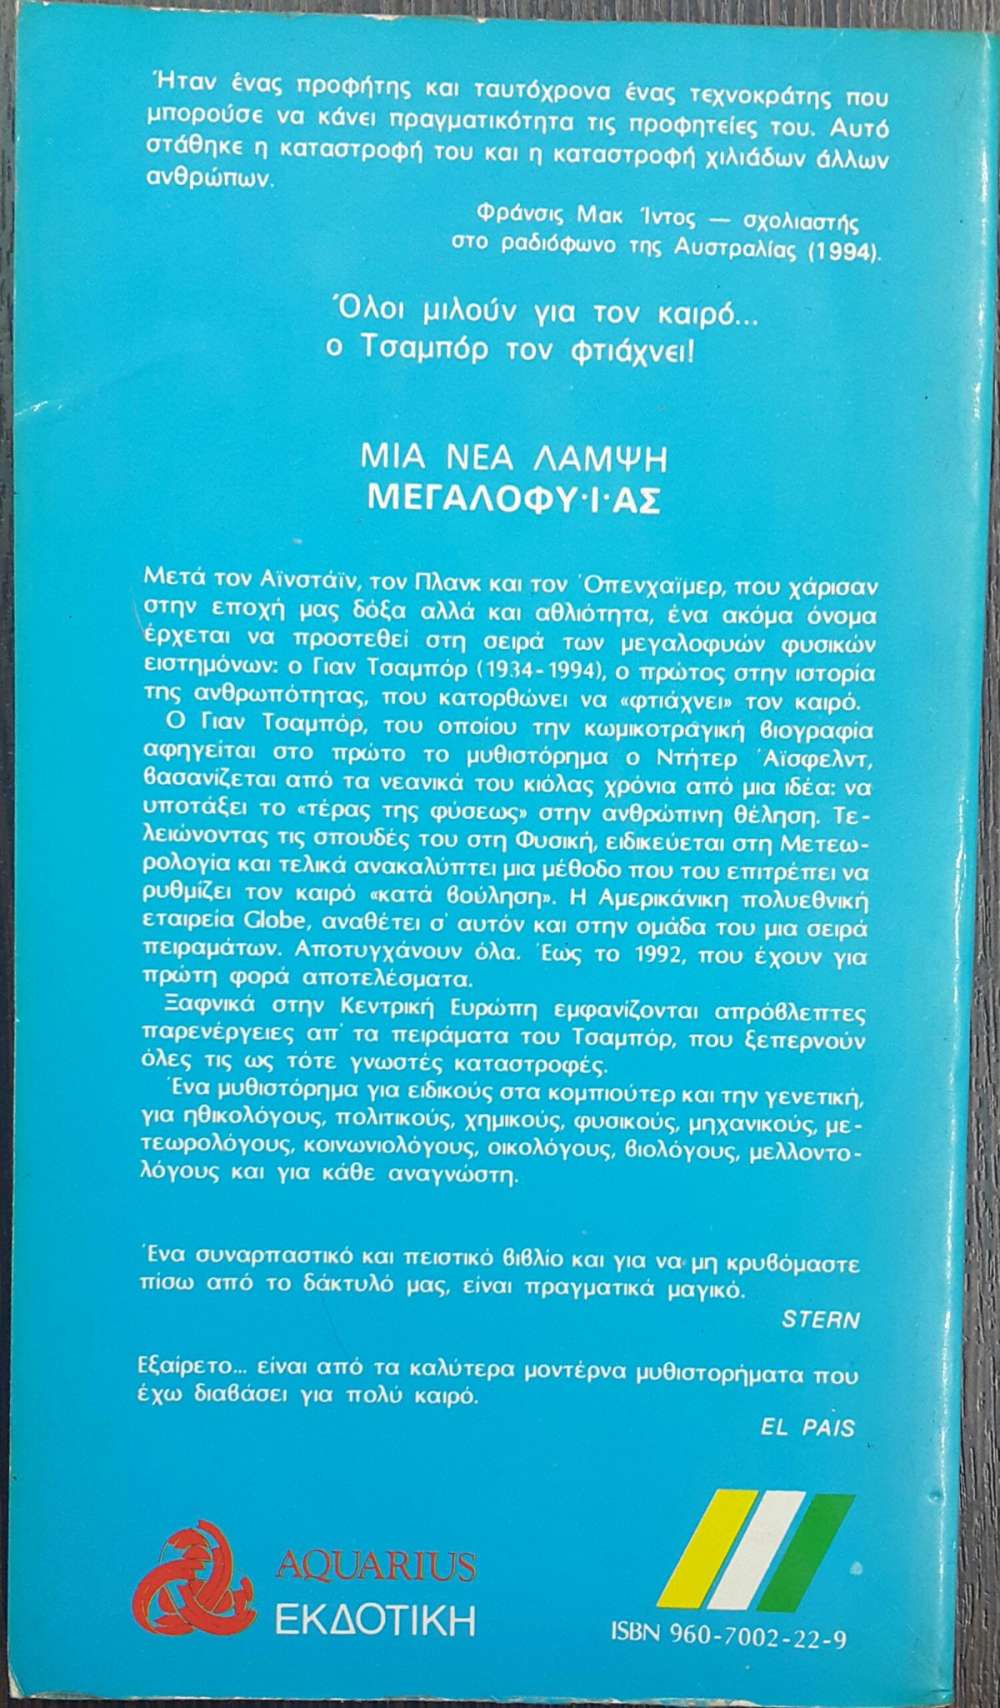 Ήταν ένας προφήτης και ταυτόχρονα ένας τεχνοκράτης που
μπορούσε να κάνει πραγματικότητα τις προφητείες του. Αυτό
στάθηκε η καταστροφή του και η καταστροφή χιλιάδων άλλων
ανθρώπων.
Φράνσις Μακ Ίντος — σχολιαστής
στο ραδιόφωνο της Αυστραλίας (1994).
Όλοι μιλούν για τον καιρό...
ο Τσαμπόρ τον φτιάχνει!
ΜΙΑ ΝΕΑ ΛΑΜΨΗ
ΜΕΓΑΛΟΦΥ·Ι·ΑΣ
Μετά τον Αϊνστάϊν, τον Πλανκ και τον Όπενχαϊμερ, που χάρισαν
στην εποχή μας δόξα αλλά και αθλιότητα, ένα ακόμα όνομα
έρχεται να προστεθεί στη σειρά των μεγαλοφυών φυσικών
ειστημόνων: ο Γιαν Τσαμπόρ (1934-1994), ο πρώτος στην ιστορία
της ανθρωπότητας, που κατορθώνει να «φτιάχνει» τον καιρό.
Ο Γιαν Τσαμπόρ, του οποίου την κωμικοτραγική βιογραφία
αφηγείται στο πρώτο το μυθιστόρημα ο Ντήτερ Άϊσφελντ,
βασανίζεται από τα νεανικά του κιόλας χρόνια από μια ιδέα: να
υποτάξει το «τέρας της φύσεως» στην ανθρώπινη θέληση. Τε-
λειώνοντας τις σπουδές του στη Φυσική, ειδικεύεται στη Μετεω-
ρολογία και τελικά ανακαλύπτει μια μέθοδο που του επιτρέπει να
ρυθμίζει τον καιρό «κατά βούληση». Η Αμερικάνικη πολυεθνική
εταιρεία Globe, αναθέτει σ' αυτόν και στην ομάδα του μια σειρά
πειραμάτων. Αποτυγχάνουν όλα. Έως το 1992, που έχουν για
πρώτη φορά αποτελέσματα.
Ξαφνικά στην Κεντρική Ευρώπη εμφανίζονται απρόβλεπτες
παρενέργειες απ' τα πειράματα του Τσαμπόρ, που ξεπερνούν
όλες τις ως τότε γνωστές καταστροφές.
Ένα μυθιστόρημα για ειδικούς στα κομπιούτερ και την γενετική,
για ηθικολόγους, πολιτικούς, χημικούς, φυσικούς, μηχανικούς, με-
τεωρολόγους, κοινωνιολόγους, οικολόγους, βιολόγους, μελλοντο-
λόγους και για κάθε αναγνώστη.
Ένα συναρπαστικό και πειστικό βιβλίο και για να μη κρυβόμαστε
πίσω από το δάκτυλό μας, είναι πραγματικά μαγικό.
STERN
Εξαίρετο... είναι από τα καλύτερα μοντέρνα μυθιστορήματα που
έχω διαβάσει για πολύ καιρό.
EL PAIS
AQUARIUS
ΕΚΔΟΤΙΚΗ
ISBN 960-7002-22-9